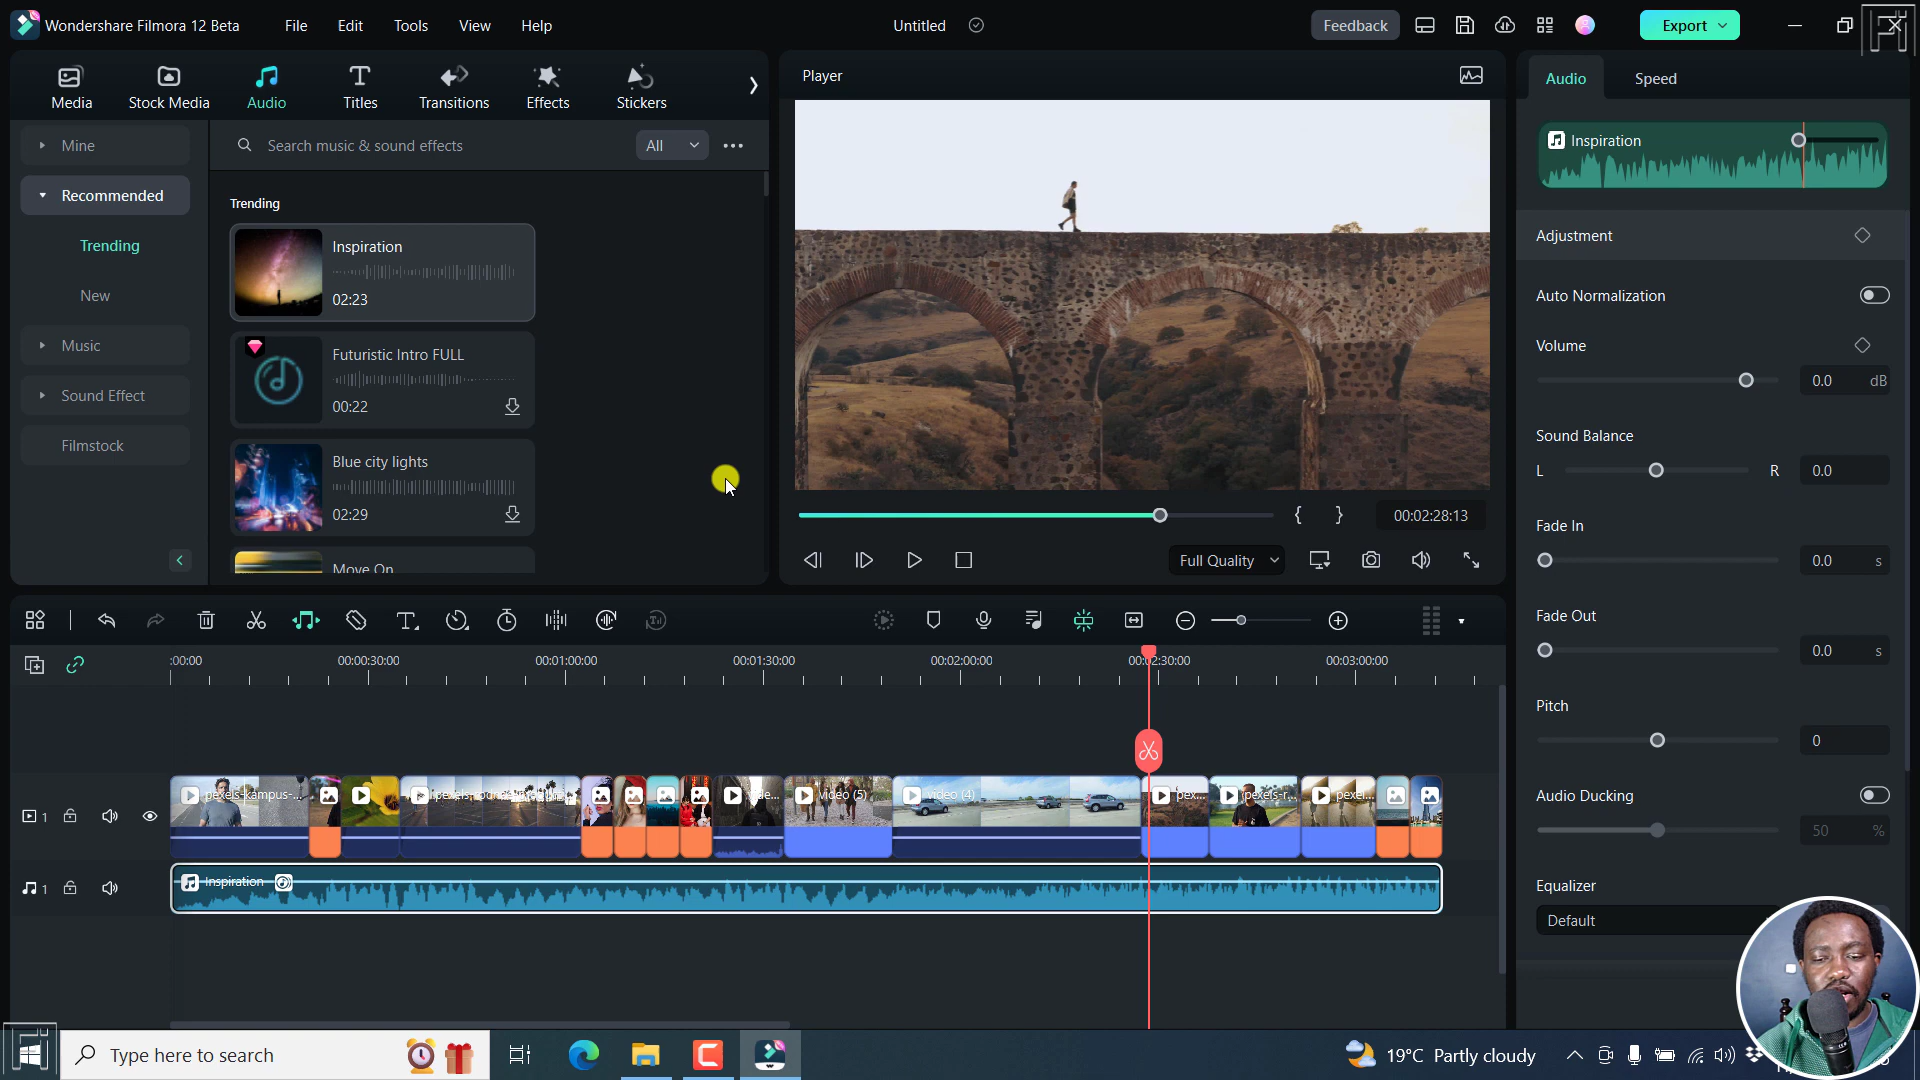 Wondershare Filmora 12 Beta
File
Edit
Tools
View
Help
Untitled
Feedback
Export
Media
Stock Media
Audio
Titles
Transitions
Effects
Stickers
Player
Audio
Speed
Mine
Recommended
Trending
New
Music
Sound Effect
Filmstock
Search music & sound effects
All
Trending
Inspiration
02:23
Futuristic Intro FULL
00:22
Blue city lights
02:29
Move On
00:02:28:13
Full Quality
Inspiration
Adjustment
Auto Normalization
Volume
0.0 dB
Sound Balance
L
R
0.0
Fade In
0.0 s
Fade Out
0.0 s
Pitch
0
Audio Ducking
50 %
Equalizer
Default
:00:00
00:00:30:00
00:01:00:00
00:01:30:00
00:02:00:00
00:02:30:00
00:03:00:00
1
pexels-kampus-...
video (5)
video (4)
pex...
pexels-r...
pexel...
1
Inspiration
Type here to search
19°C Partly cloudy